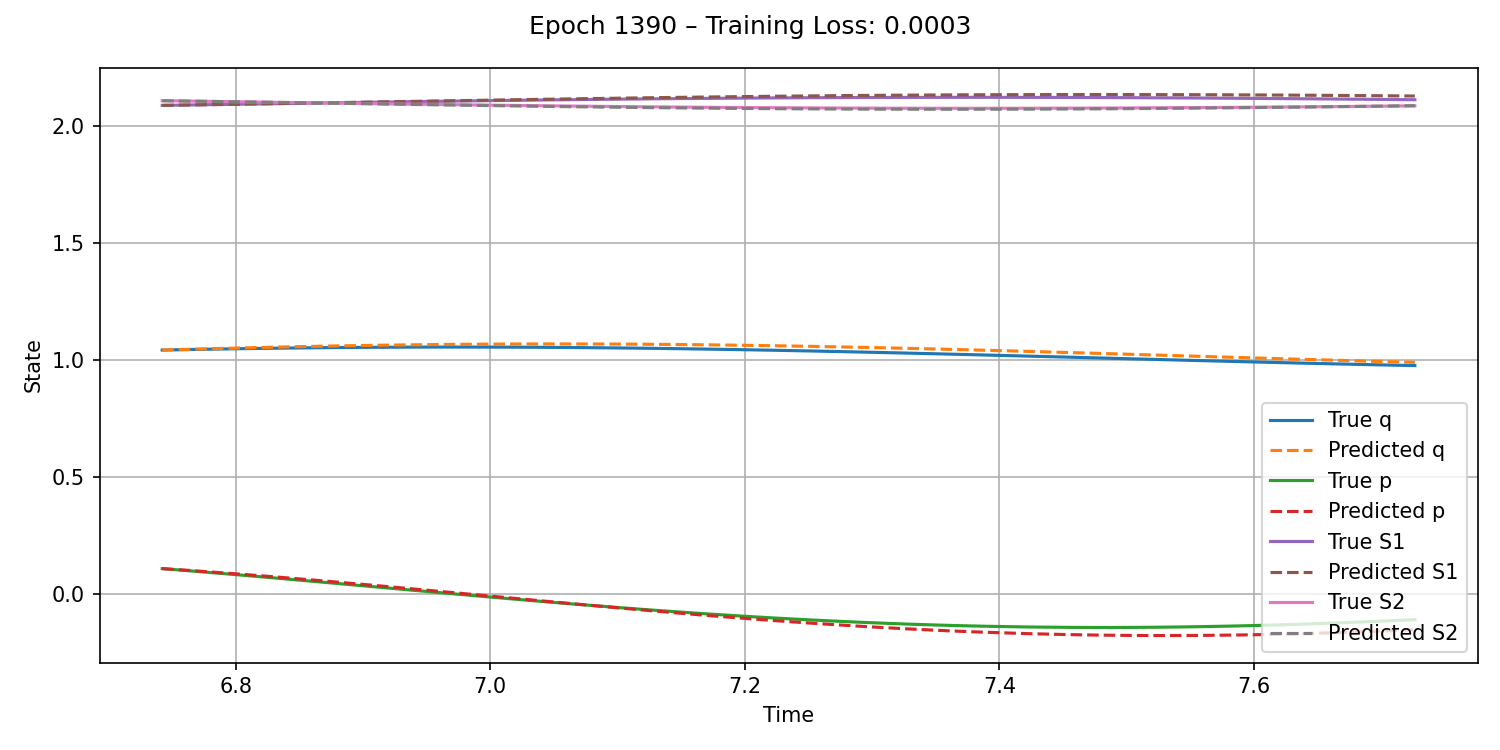 Epoch 1390 – Training Loss: 0.0003
2.0
1.5
1.0
0.5
0.0
State
True q
Predicted q
True p
Predicted p
True S1
Predicted S1
True S2
Predicted S2
6.8
7.0
7.2
7.4
7.6
Time